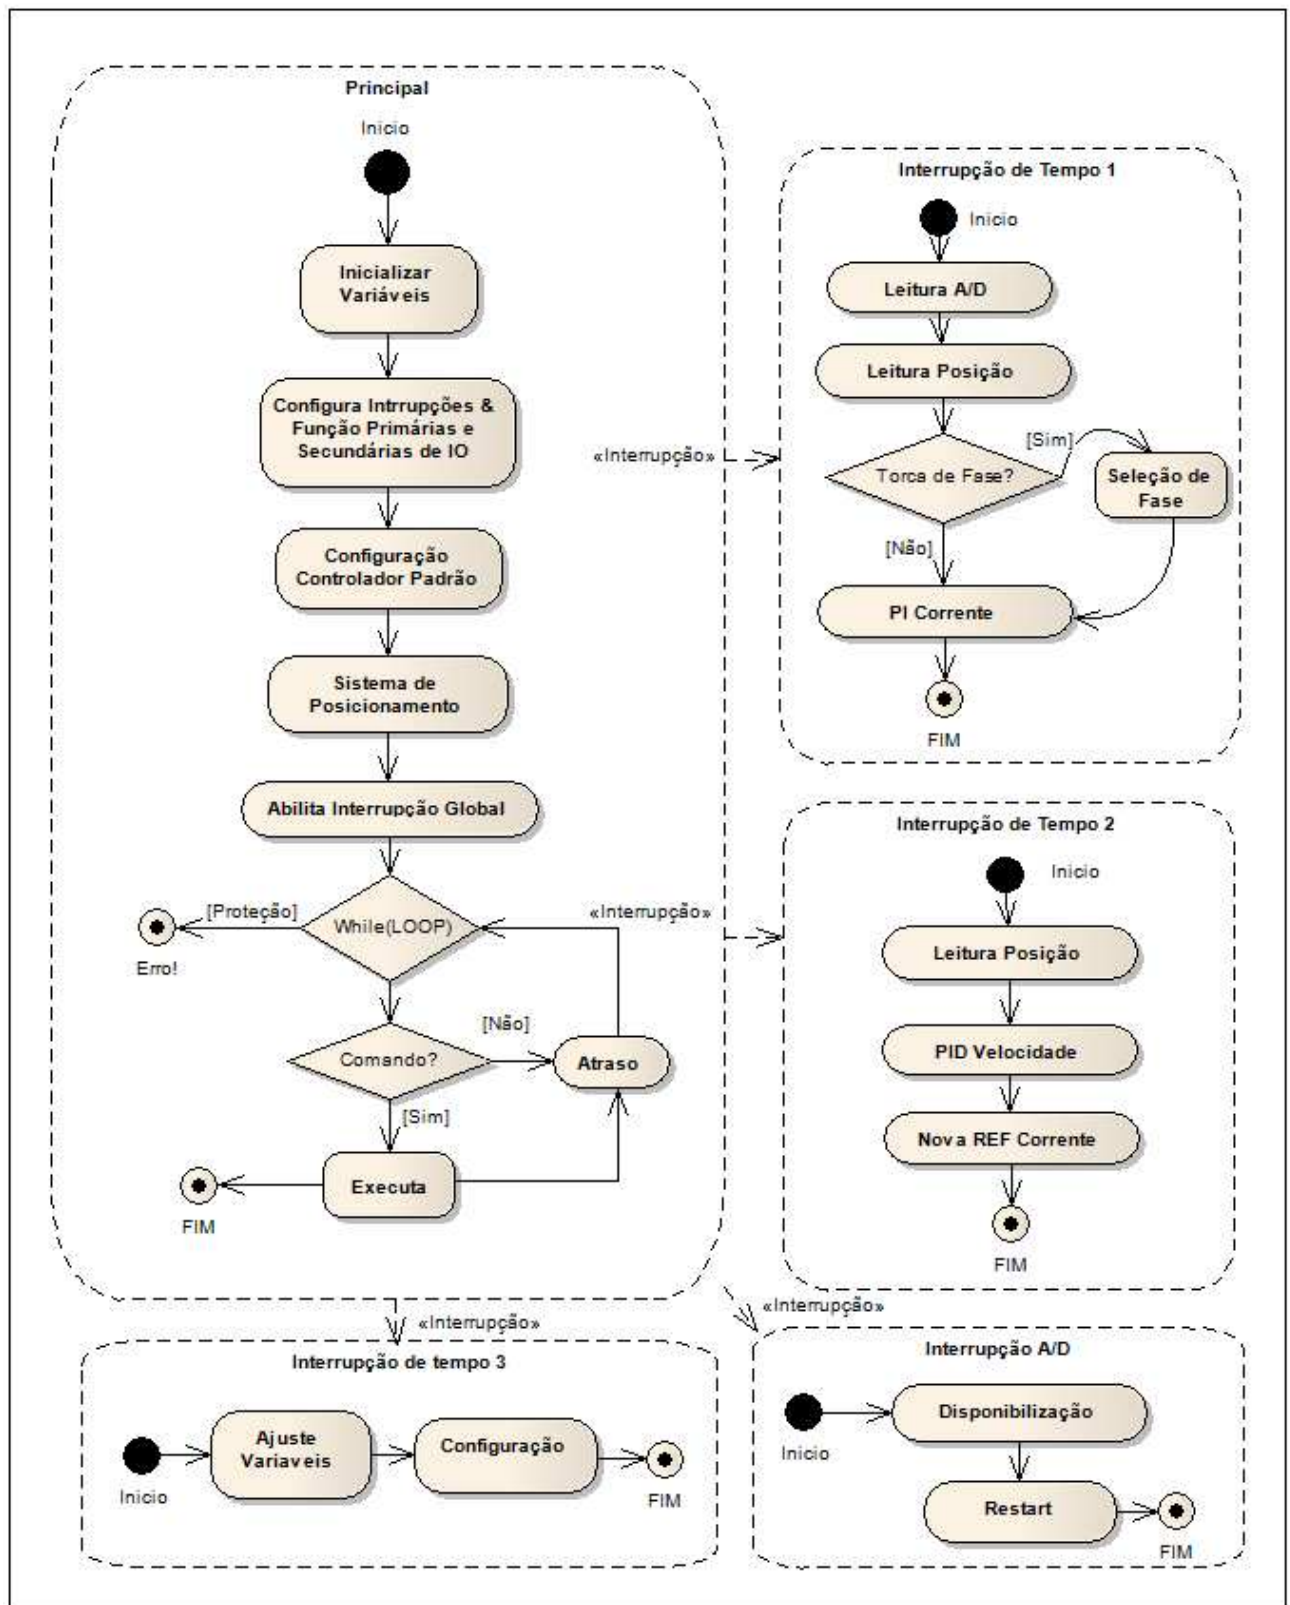 Principal
Inicio
Inicializar
Variáveis
Configura Intrrupções &
Função Primárias e
Secundárias de IO
Configuração
Controlador Padrão
Sistema de
Posicionamento
Abilita Interrupção Global
While(LOOP)
[Proteção]
Erro!
Comando?
[Não]
Atraso
[Sim]
Executa
FIM
«Interrupção»
Interrupção de Tempo 1
Inicio
Leitura A/D
Leitura Posição
Torca de Fase?
[Sim]
Seleção de
Fase
[Não]
PI Corrente
FIM
«Interrupção»
Interrupção de Tempo 2
Inicio
Leitura Posição
PID Velocidade
Nova REF Corrente
FIM
«Interrupção»
Interrupção de tempo 3
Inicio
Ajuste
Variaveis
Configuração
FIM
«Interrupção»
Interrupção A/D
Inicio
Disponibilização
Restart
FIM